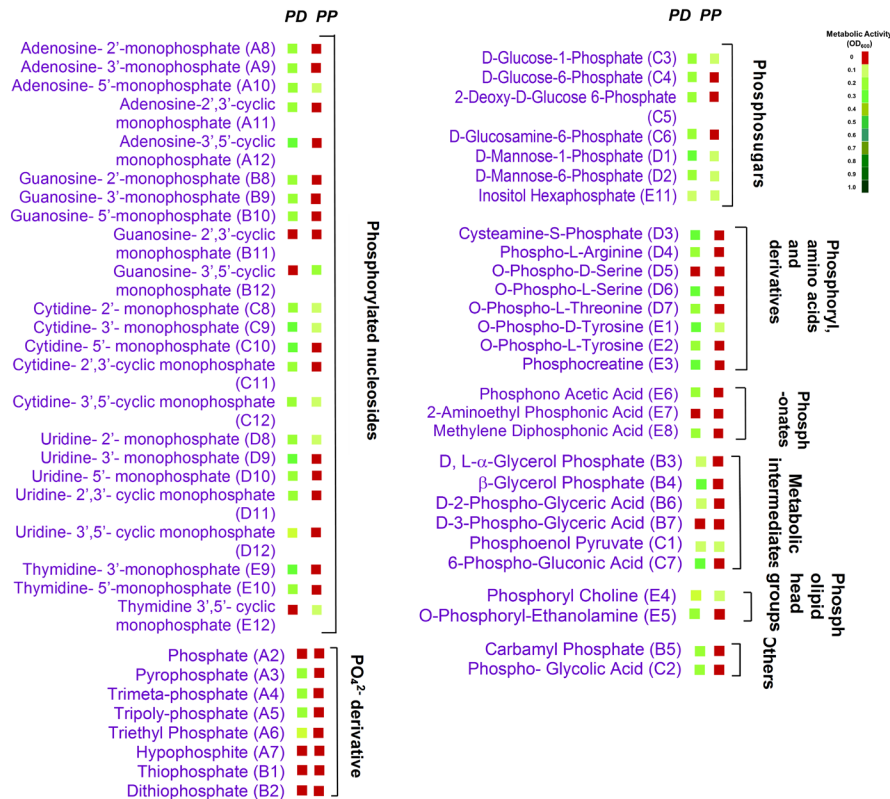 PD PP
Adenosine- 2'-monophosphate (A8)
Adenosine- 3'-monophosphate (A9)
Adenosine- 5'-monophosphate (A10)
Adenosine-2',3'-cyclic
monophosphate (A11)
Adenosine-3',5'-cyclic
monophosphate (A12)
Guanosine- 2'-monophosphate (B8)
Guanosine- 3'-monophosphate (B9)
Guanosine- 5'-monophosphate (B10)
Guanosine- 2',3'-cyclic
monophosphate (B11)
Guanosine- 3',5'-cyclic
monophosphate (B12)
Cytidine- 2'- monophosphate (C8)
Cytidine- 3'- monophosphate (C9)
Cytidine- 5'- monophosphate (C10)
Cytidine- 2',3'-cyclic monophosphate
(C11)
Cytidine- 3',5'-cyclic monophosphate
(C12)
Uridine- 2'- monophosphate (D8)
Uridine- 3'- monophosphate (D9)
Uridine- 5'- monophosphate (D10)
Uridine- 2',3'- cyclic monophosphate
(D11)
Uridine- 3',5'- cyclic monophosphate
(D12)
Thymidine- 3'-monophosphate (E9)
Thymidine- 5'-monophosphate (E10)
Thymidine 3',5'- cyclic
monophosphate (E12)
Phosphorylated nucleosides
Phosphate (A2)
Pyrophosphate (A3)
Trimeta-phosphate (A4)
Tripoly-phosphate (A5)
Triethyl Phosphate (A6)
Hypophosphite (A7)
Thiophosphate (B1)
Dithiophosphate (B2)
PO₄²⁻ derivative
PD PP
D-Glucose-1-Phosphate (C3)
D-Glucose-6-Phosphate (C4)
2-Deoxy-D-Glucose 6-Phosphate
(C5)
D-Glucosamine-6-Phosphate (C6)
D-Mannose-1-Phosphate (D1)
D-Mannose-6-Phosphate (D2)
Inositol Hexaphosphate (E11)
Phosphosugars
Cysteamine-S-Phosphate (D3)
Phospho-L-Arginine (D4)
O-Phospho-D-Serine (D5)
O-Phospho-L-Serine (D6)
O-Phospho-L-Threonine (D7)
O-Phospho-D-Tyrosine (E1)
O-Phospho-L-Tyrosine (E2)
Phosphocreatine (E3)
Phosphoryl,
amino acids
and
derivatives
Phosphono Acetic Acid (E6)
2-Aminoethyl Phosphonic Acid (E7)
Methylene Diphosphonic Acid (E8)
Phosph
-onates
D, L-α-Glycerol Phosphate (B3)
β-Glycerol Phosphate (B4)
D-2-Phospho-Glyceric Acid (B6)
D-3-Phospho-Glyceric Acid (B7)
Phosphoenol Pyruvate (C1)
6-Phospho-Gluconic Acid (C7)
Metabolic
intermediates
Phosphoryl Choline (E4)
O-Phosphoryl-Ethanolamine (E5)
Phosph
olipid
head
groups
Carbamyl Phosphate (B5)
Phospho- Glycolic Acid (C2)
Others
Metabolic Activity
(OD₆₀₀)
0
0.1
0.2
0.3
0.4
0.5
0.6
0.7
0.8
0.9
1.0